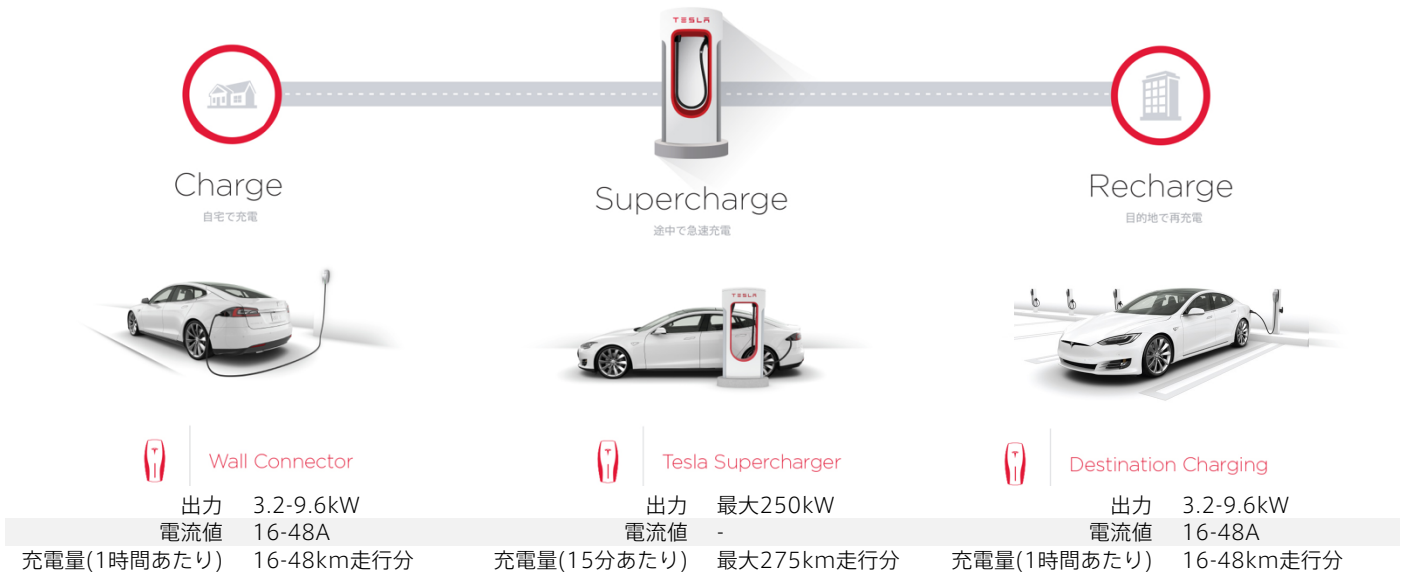 TESLA
Charge
自宅で充電
Supercharge
途中で急速充電
Recharge
目的地で再充電
TESLA
Wall Connector
出力 3.2-9.6kW
電流値 16-48A
充電量(1時間あたり) 16-48km走行分
Tesla Supercharger
出力 最大250kW
電流値 -
充電量(15分あたり) 最大275km走行分
Destination Charging
出力 3.2-9.6kW
電流値 16-48A
充電量(1時間あたり) 16-48km走行分